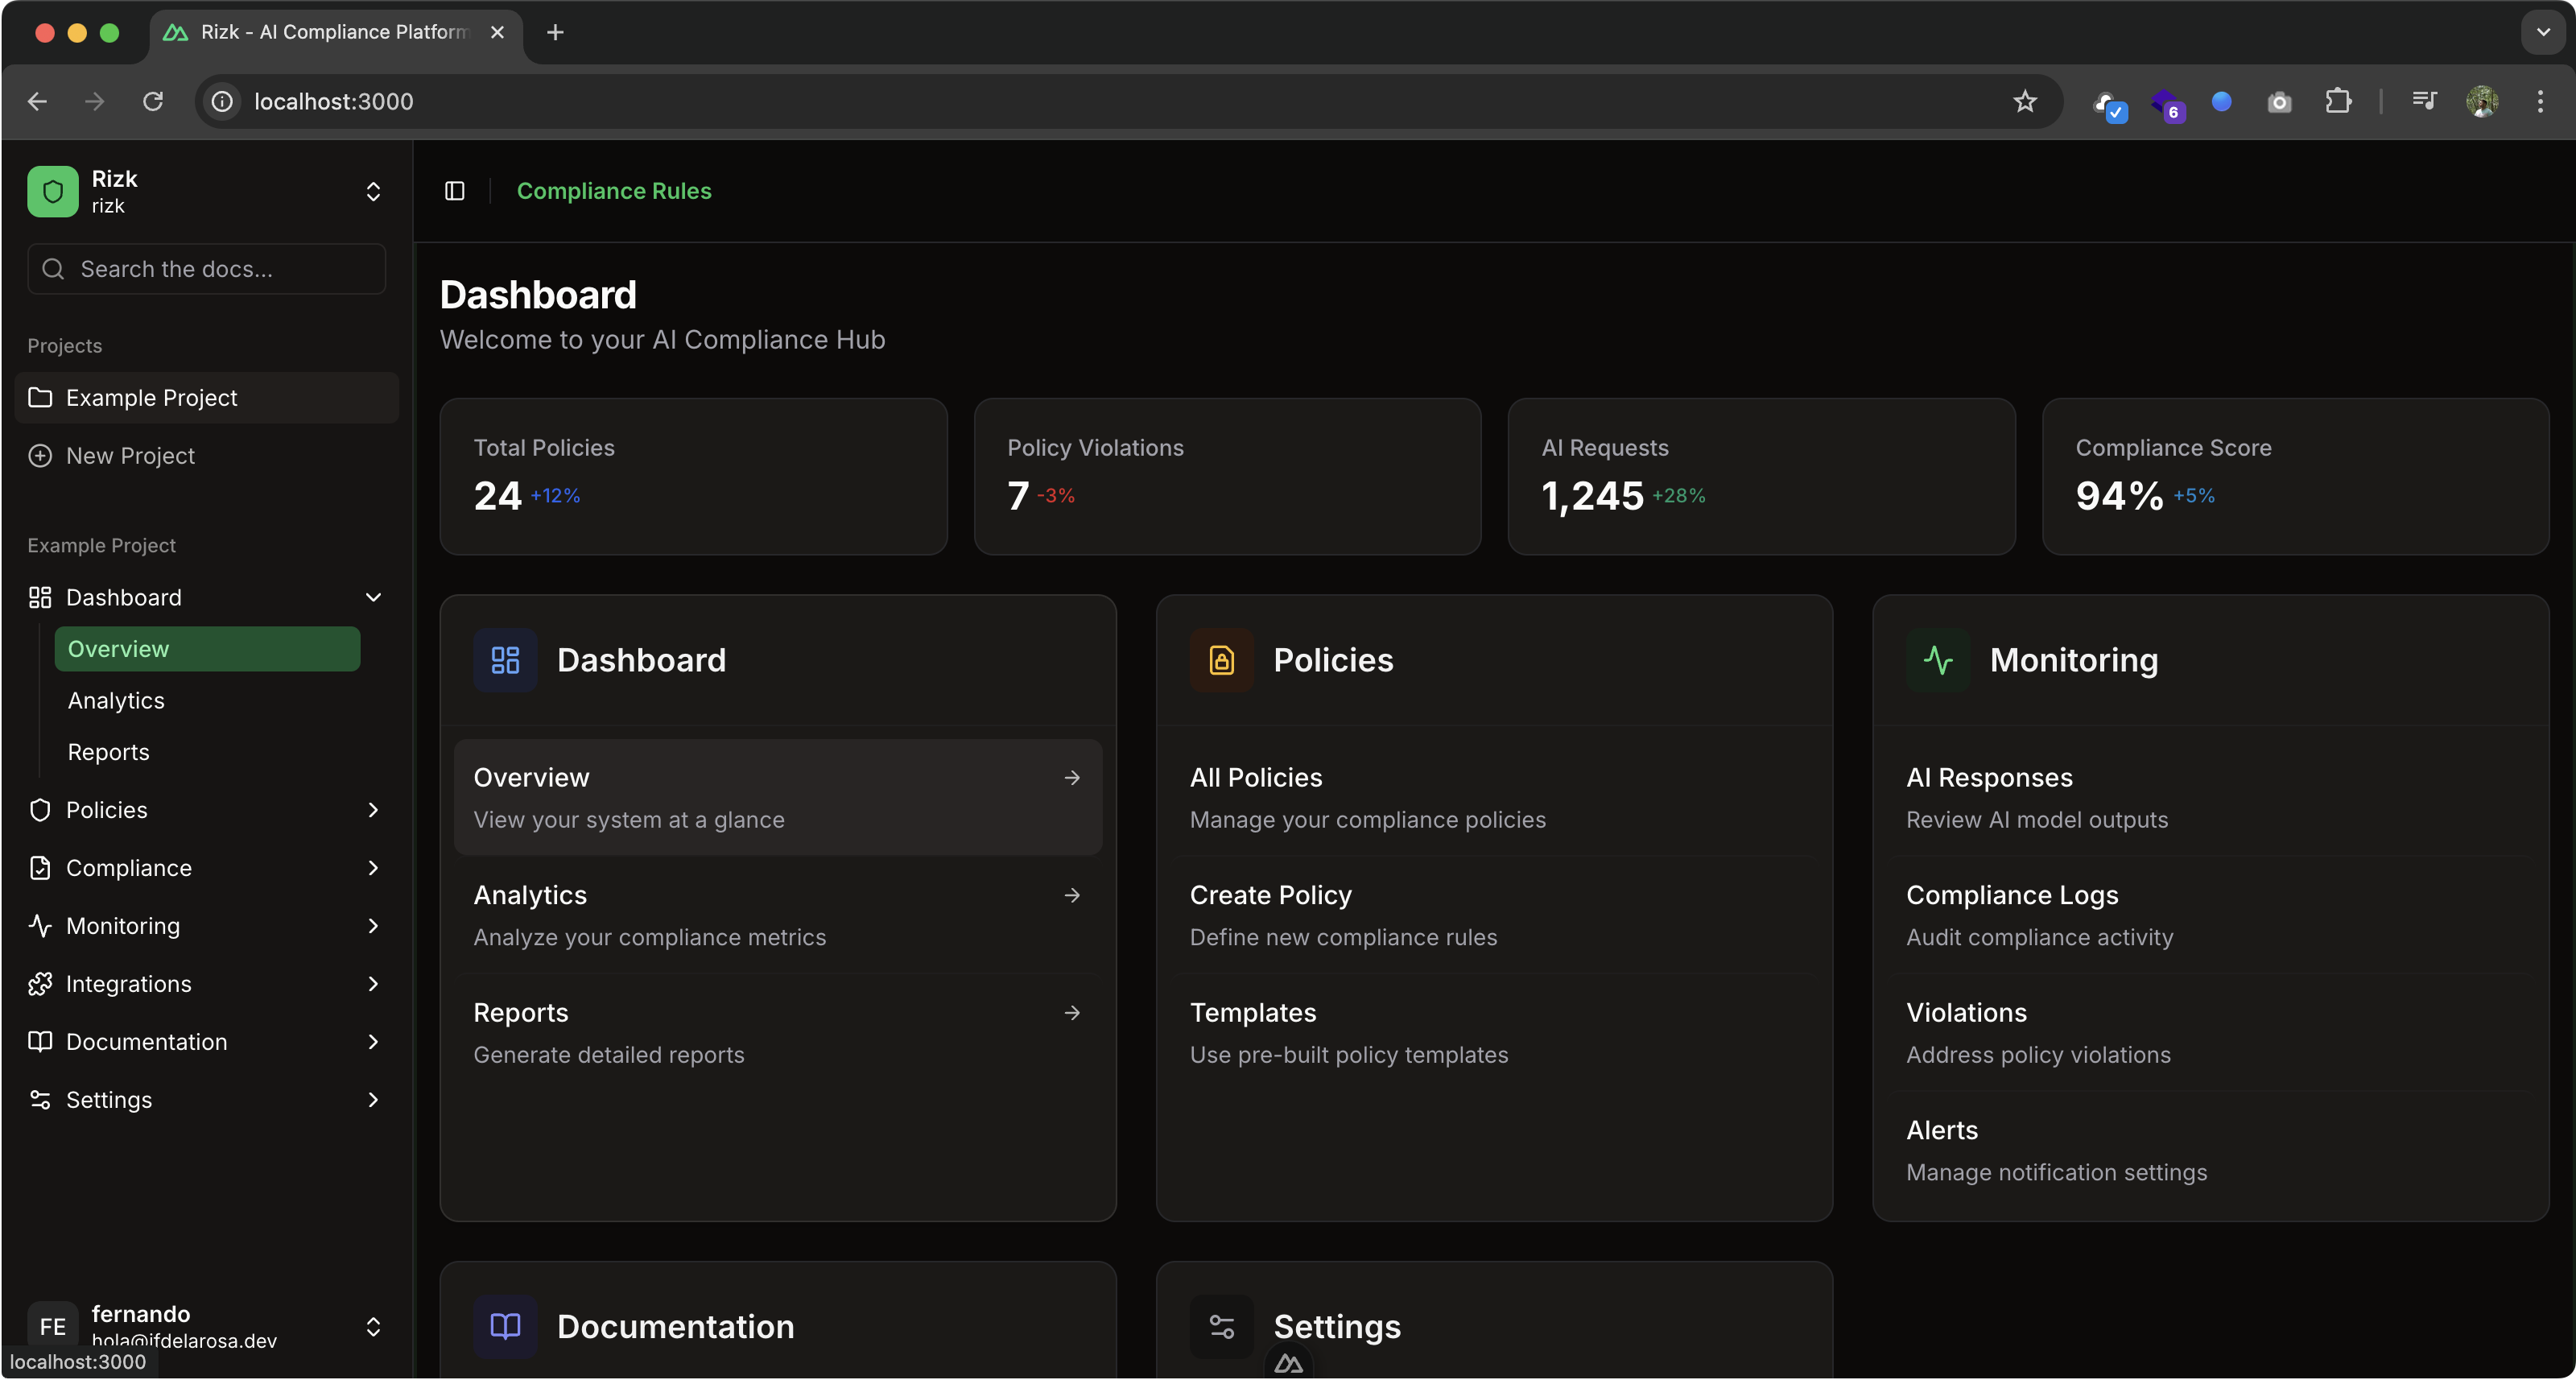 Rizk - AI Compliance Platform
localhost:3000
6
Rizk
rizk
Compliance Rules
Search the docs...
Projects
Example Project
New Project
Example Project
Dashboard
Overview
Analytics
Reports
Policies
Compliance
Monitoring
Integrations
Documentation
Settings
FE
fernando
hola@ifdelarosa.dev
localhost:3000
Dashboard
Welcome to your AI Compliance Hub
Total Policies
24 +12%
Policy Violations
7 -3%
AI Requests
1,245 +28%
Compliance Score
94% +5%
Dashboard
Overview
View your system at a glance
Analytics
Analyze your compliance metrics
Reports
Generate detailed reports
Policies
All Policies
Manage your compliance policies
Create Policy
Define new compliance rules
Templates
Use pre-built policy templates
Monitoring
AI Responses
Review AI model outputs
Compliance Logs
Audit compliance activity
Violations
Address policy violations
Alerts
Manage notification settings
Documentation
Settings